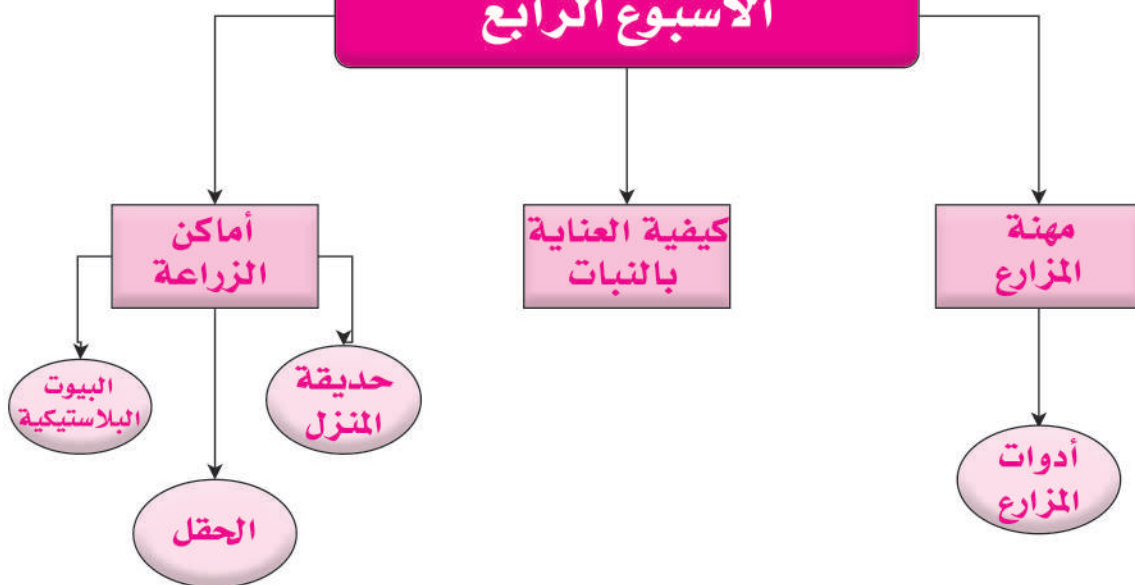 الأسبوع الرابع
مهنة
المزارع
كيفية العناية
بالنبات
أماكن
الزراعة
أدوات
المزارع
حديقة
المنزل
الحقل
البيوت
البلاستيكية